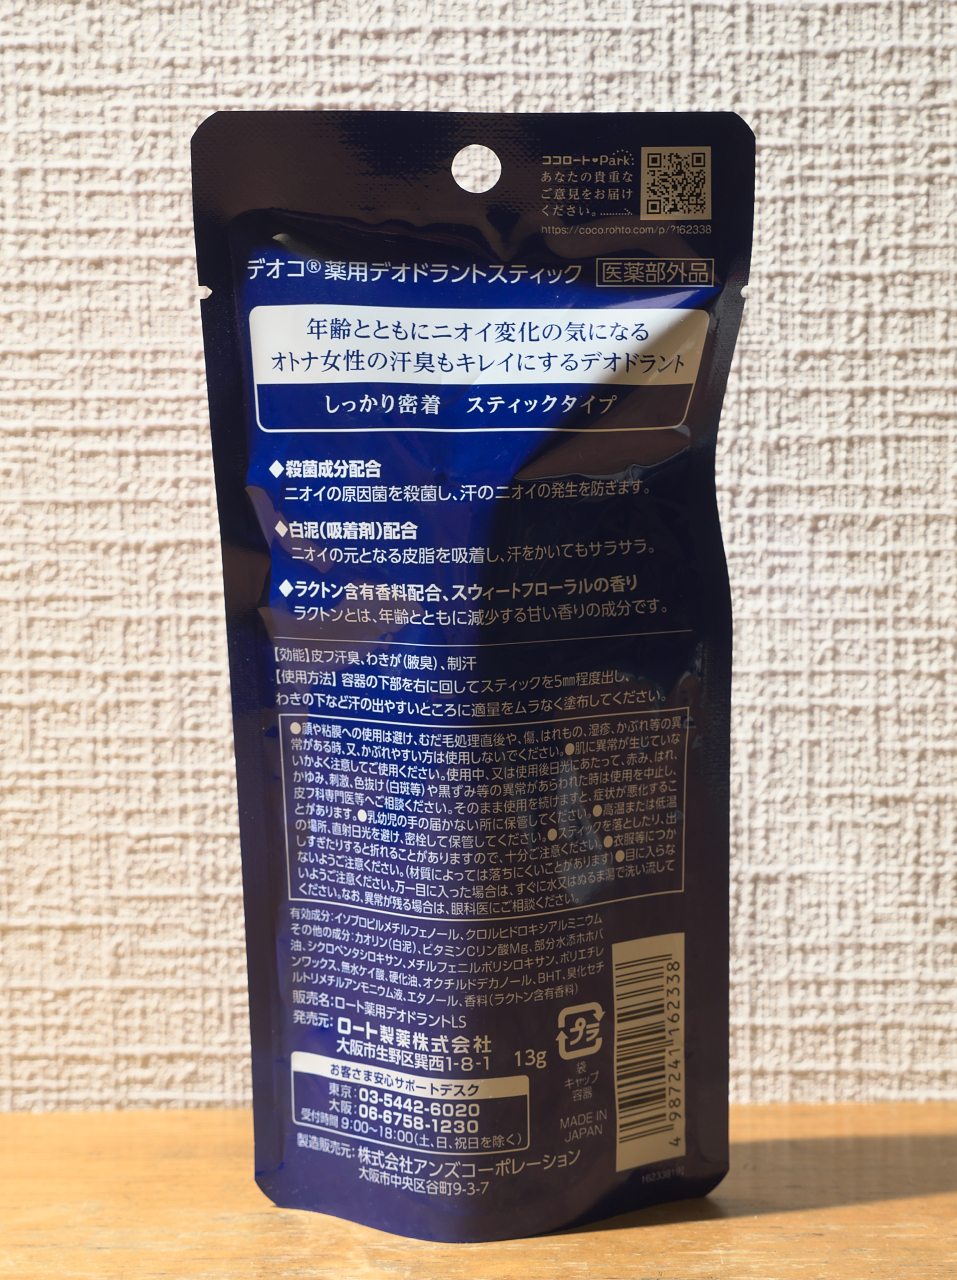 ココロート♥Park
あなたの貴重な
ご意見をお届け
ください。
https://coco.rohto.com/p/?162338
デオコ®薬用デオドラントスティック 医薬部外品
年齢とともにニオイ変化の気になる
オトナ女性の汗臭もキレイにするデオドラント
しっかり密着 スティックタイプ
◆殺菌成分配合
ニオイの原因菌を殺菌し、汗のニオイの発生を防ぎます。
◆白泥(吸着剤)配合
ニオイの元となる皮脂を吸着し、汗をかいてもサラサラ。
◆ラクトン含有香料配合、スウィートフローラルの香り
ラクトンとは、年齢とともに減少する甘い香りの成分です。
【効能】皮フ汗臭、わきが(腋臭)、制汗
【使用方法】容器の下部を右に回してスティックを5mm程度出し、
わきの下など汗の出やすいところに適量をムラなく塗布してください。
●顔や粘膜への使用は避け、むだ毛処理直後や、傷、はれもの、湿疹、かぶれ等の異
常がある時、又、かぶれやすい方は使用しないでください。●肌に異常が生じていな
いかよく注意してご使用ください。使用中、又は使用後日光にあたって、赤み、はれ、
かゆみ、刺激、色抜け(白斑等)や黒ずみ等の異常があらわれた時は使用を中止し、
皮フ科専門医等へご相談ください。そのまま使用を続けますと、症状が悪化するこ
とがあります。●乳幼児の手の届かない所に保管してください。●高温または低温
の場所、直射日光を避け、密栓して保管してください。●スティックを落としたり、出
しすぎたりすると折れることがありますので、十分ご注意ください。●衣服等につか
ないようご注意ください。(材質によっては落ちにくいことがあります)●目に入らな
いようご注意ください。万一目に入った場合は、すぐに水又はぬるま湯で洗い流して
ください。なお、異常が残る場合は、眼科医にご相談ください。
有効成分:イソプロピルメチルフェノール、クロルヒドロキシアルミニウム
その他の成分:カオリン(白泥)、ビタミンCリン酸Mg、部分水添ホホバ
油、シクロペンタシロキサン、メチルフェニルポリシロキサン、ポリエチレ
ンワックス、無水ケイ酸、硬化油、オクチルドデカノール、BHT、臭化セチ
ルトリメチルアンモニウム液、エタノール、香料(ラクトン含有香料)
販売名:ロート薬用デオドラントLS
発売元:ロート製薬株式会社
大阪市生野区巽西1-8-1
13g
プラ
袋
キャップ
容器
お客さま安心サポートデスク
東京:03-5442-6020
大阪:06-6758-1230
受付時間 9:00~18:00(土、日、祝日を除く)
MADE IN
JAPAN
製造販売元:株式会社アンズコーポレーション
大阪市中央区谷町9-3-7
4 987241 162338